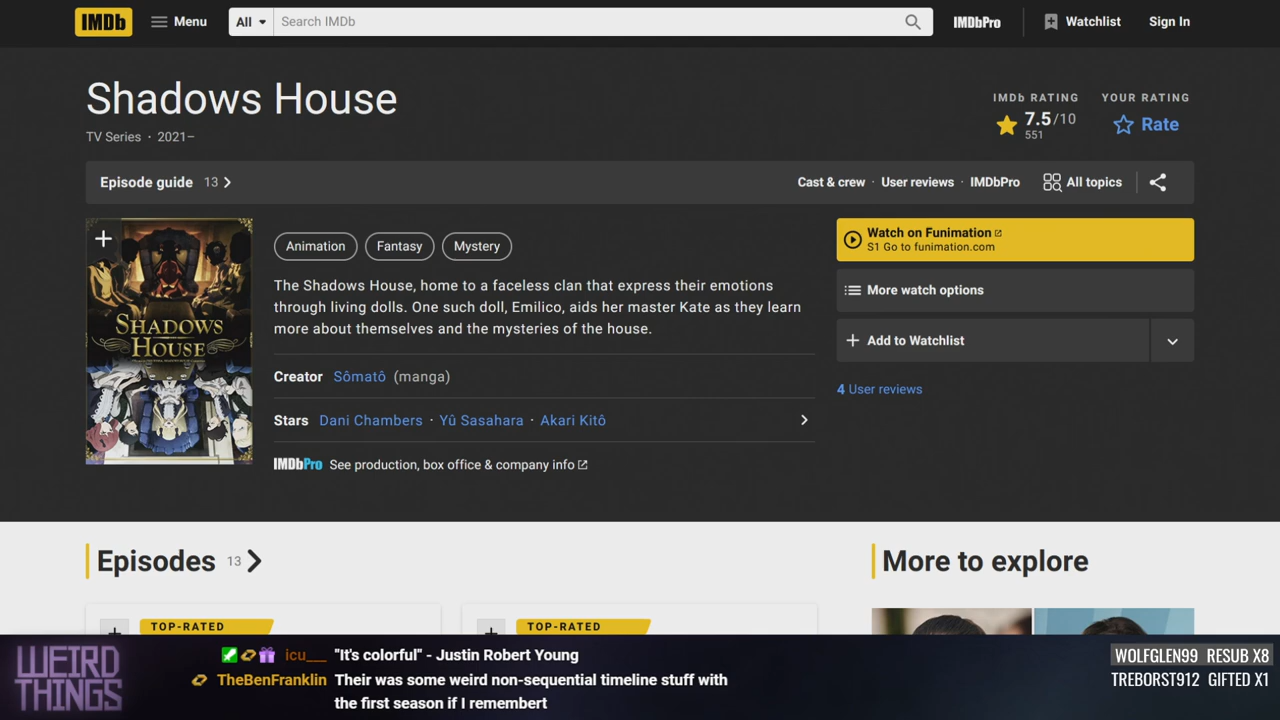 IMDb
Menu
All
Search IMDb
IMDbPro
Watchlist
Sign In
Shadows House
TV Series · 2021–
IMDb RATING
7.5/10
551
YOUR RATING
Rate
Episode guide 13
Cast & crew · User reviews · IMDbPro
All topics
SHADOWS
HOUSE
Animation
Fantasy
Mystery
The Shadows House, home to a faceless clan that express their emotions
through living dolls. One such doll, Emilico, aids her master Kate as they learn
more about themselves and the mysteries of the house.
Creator Sômatô (manga)
Stars Dani Chambers · Yû Sasahara · Akari Kitô
IMDbPro See production, box office & company info
Watch on Funimation
S1 Go to funimation.com
More watch options
Add to Watchlist
4 User reviews
Episodes 13
More to explore
TOP-RATED
TOP-RATED
WEIRD
THINGS
icu___ "It's colorful" - Justin Robert Young
TheBenFranklin Their was some weird non-sequential timeline stuff with
the first season if I remembert
WOLFGLEN99 RESUB X8
TREBORST912 GIFTED X1